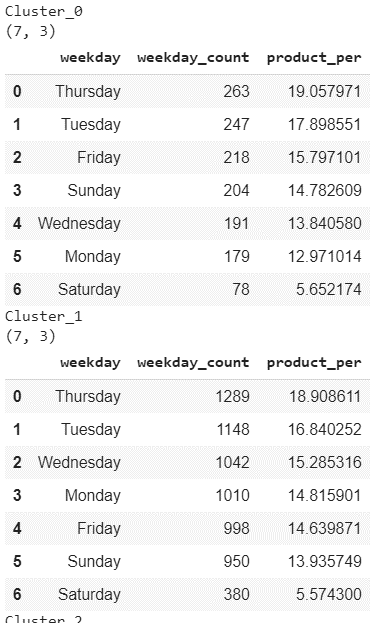 Cluster_0
(7, 3)
weekday weekday_count product_per
0 Thursday 263 19.057971
1 Tuesday 247 17.898551
2 Friday 218 15.797101
3 Sunday 204 14.782609
4 Wednesday 191 13.840580
5 Monday 179 12.971014
6 Saturday 78 5.652174
Cluster_1
(7, 3)
weekday weekday_count product_per
0 Thursday 1289 18.908611
1 Tuesday 1148 16.840252
2 Wednesday 1042 15.285316
3 Monday 1010 14.815901
4 Friday 998 14.639871
5 Sunday 950 13.935749
6 Saturday 380 5.574300
Cluster_2